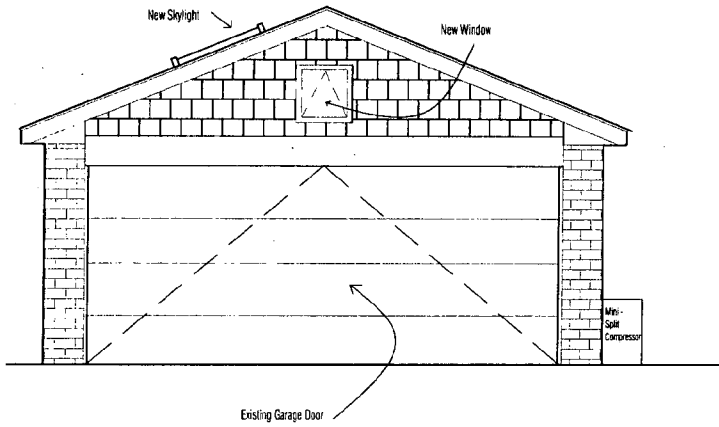 New Skylight
New Window
Mini -
Split
Compressor
Existing Garage Door